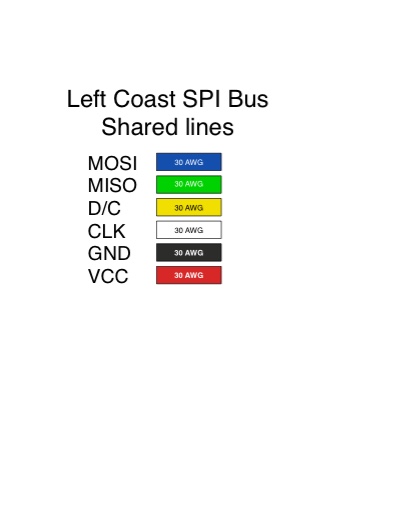 Left Coast SPI Bus
Shared lines
MOSI 30 AWG
MISO 30 AWG
D/C 30 AWG
CLK 30 AWG
GND 30 AWG
VCC 30 AWG